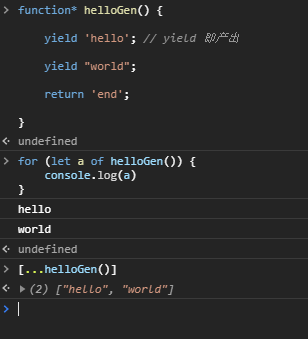 function* helloGen() {
yield 'hello'; // yield 即产出
yield "world";
return 'end';
}
undefined
for (let a of helloGen()) {
console.log(a)
}
hello
world
undefined
[...helloGen()]
(2) ["hello", "world"]